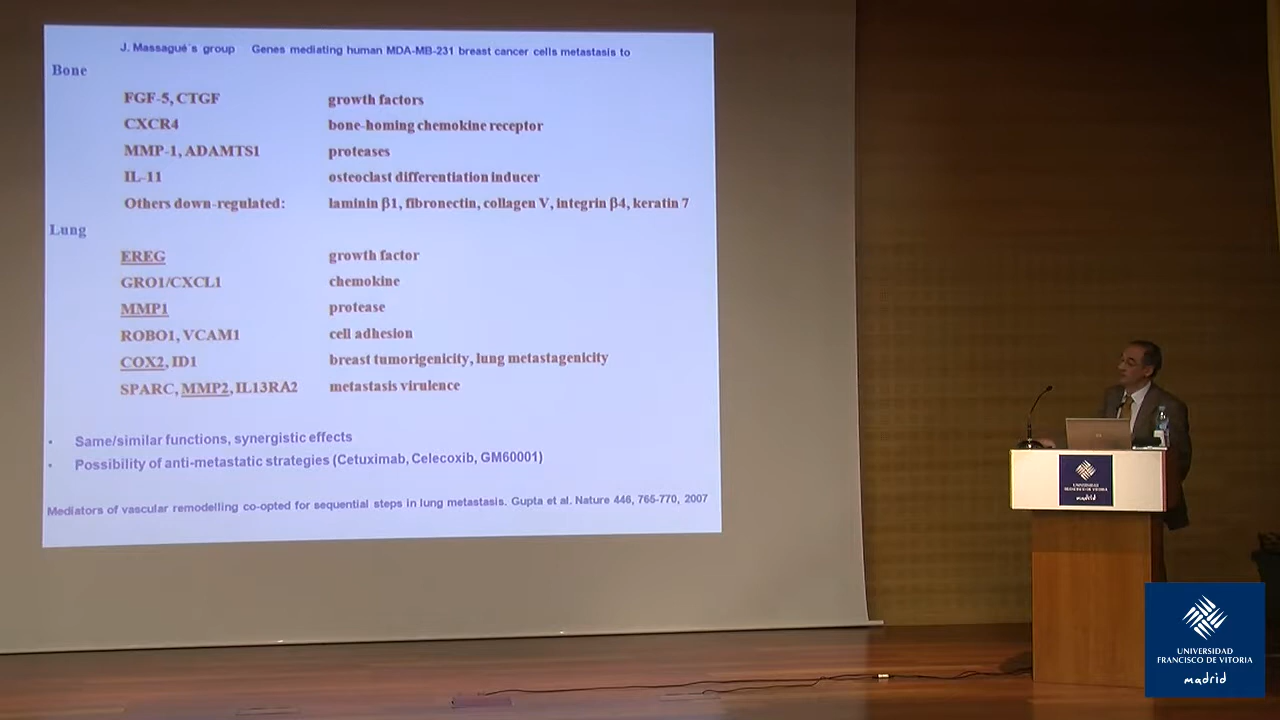 J. Massagué´s group Genes mediating human MDA-MB-231 breast cancer cells metastasis to
Bone
FGF-5, CTGF growth factors
CXCR4 bone-homing chemokine receptor
MMP-1, ADAMTS1 proteases
IL-11 osteoclast differentiation inducer
Others down-regulated: laminin β1, fibronectin, collagen V, integrin β4, keratin 7
Lung
EREG growth factor
GRO1/CXCL1 chemokine
MMP1 protease
ROBO1, VCAM1 cell adhesion
COX2, ID1 breast tumorigenicity, lung metastagenicity
SPARC, MMP2, IL13RA2 metastasis virulence
• Same/similar functions, synergistic effects
• Possibility of anti-metastatic strategies (Cetuximab, Celecoxib, GM60001)
Mediators of vascular remodelling co-opted for sequential steps in lung metastasis. Gupta et al. Nature 446, 765-770, 2007
UNIVERSIDAD
FRANCISCO DE VITORIA
madrid
UNIVERSIDAD
FRANCISCO DE VITORIA
madrid